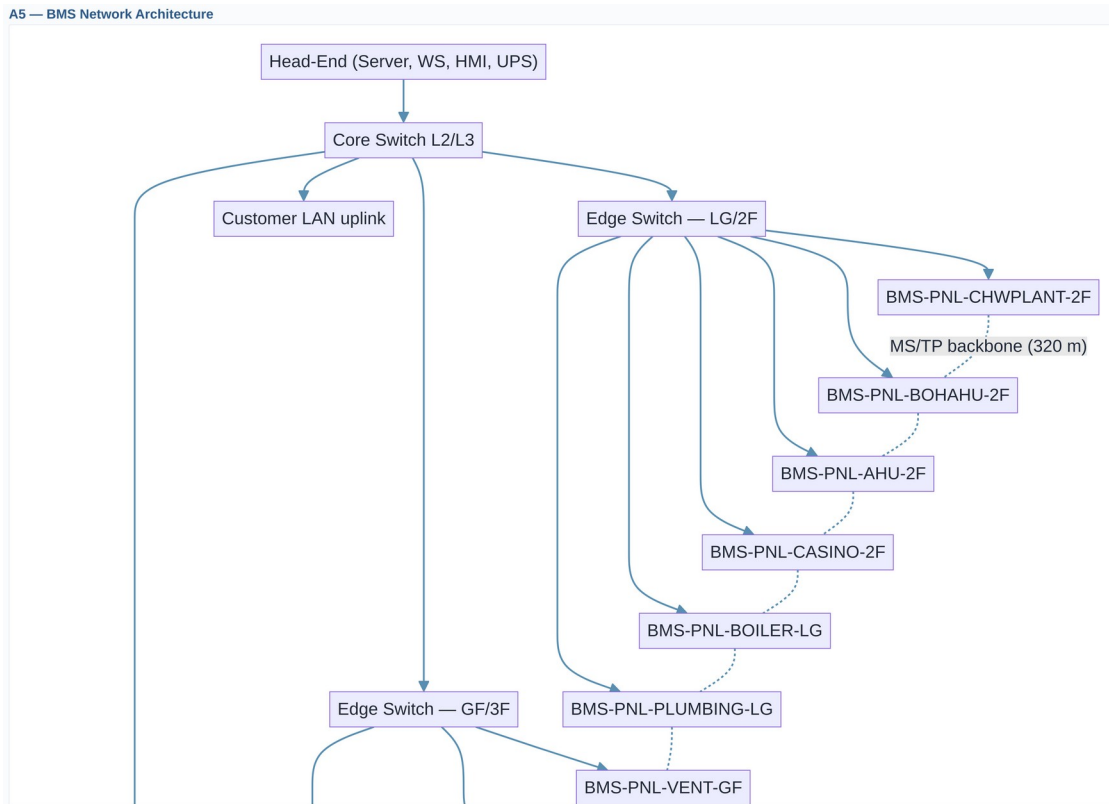 A5 — BMS Network Architecture
Head-End (Server, WS, HMI, UPS)
Core Switch L2/L3
Customer LAN uplink
Edge Switch — LG/2F
BMS-PNL-CHWPLANT-2F
MS/TP backbone (320 m)
BMS-PNL-BOHAHU-2F
BMS-PNL-AHU-2F
BMS-PNL-CASINO-2F
BMS-PNL-BOILER-LG
Edge Switch — GF/3F
BMS-PNL-PLUMBING-LG
BMS-PNL-VENT-GF